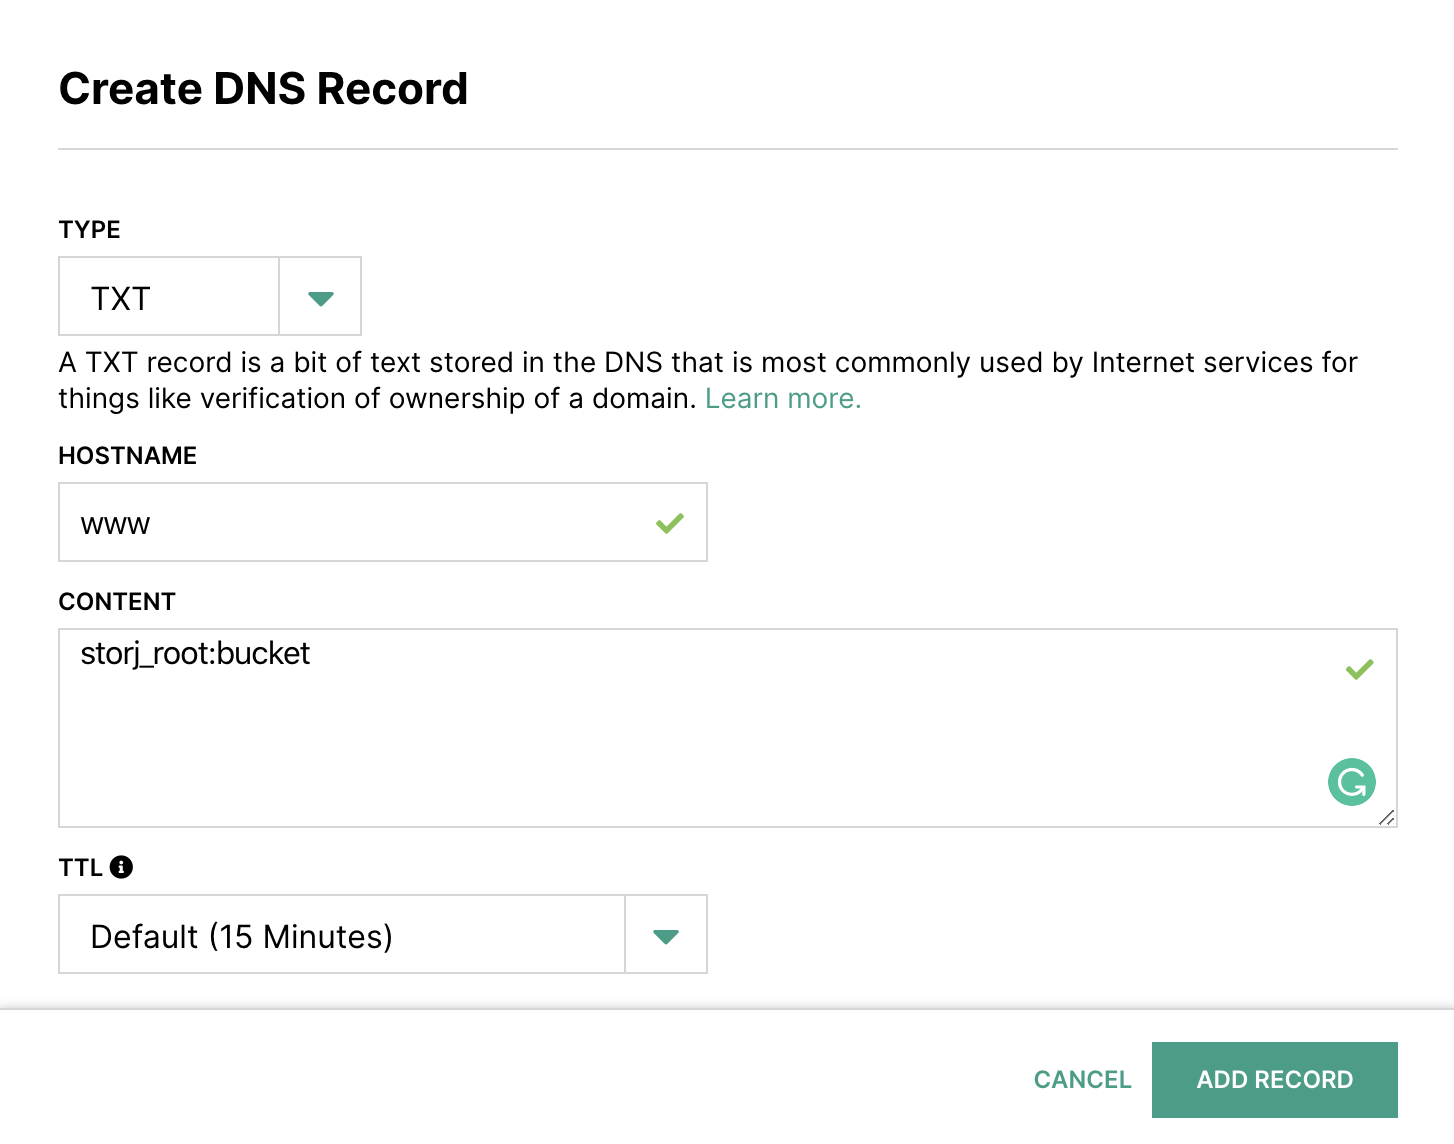 Create DNS Record
TYPE
TXT
A TXT record is a bit of text stored in the DNS that is most commonly used by Internet services for
things like verification of ownership of a domain. Learn more.
HOSTNAME
www
CONTENT
storj_root:bucket
TTL
Default (15 Minutes)
CANCEL
ADD RECORD